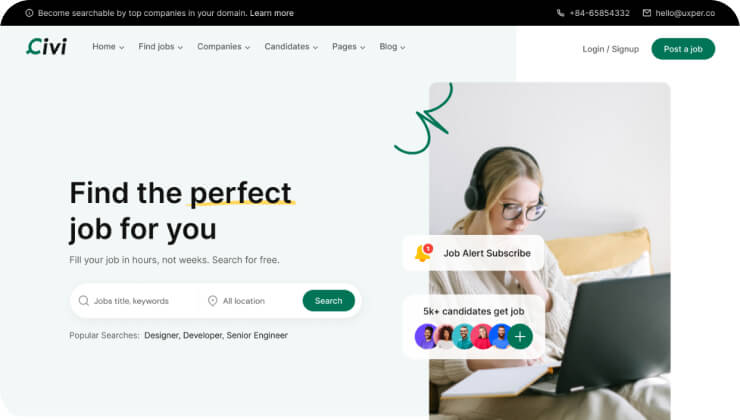 Become searchable by top companies in your domain. Learn more
+84-65854332
hello@uxper.co
Civi
Home
Find jobs
Companies
Candidates
Pages
Blog
Login / Signup
Post a job
Find the perfect
job for you
Fill your job in hours, not weeks. Search for free.
Jobs title, keywords
All location
Search
Popular Searches: Designer, Developer, Senior Engineer
1
Job Alert Subscribe
5k+ candidates get job